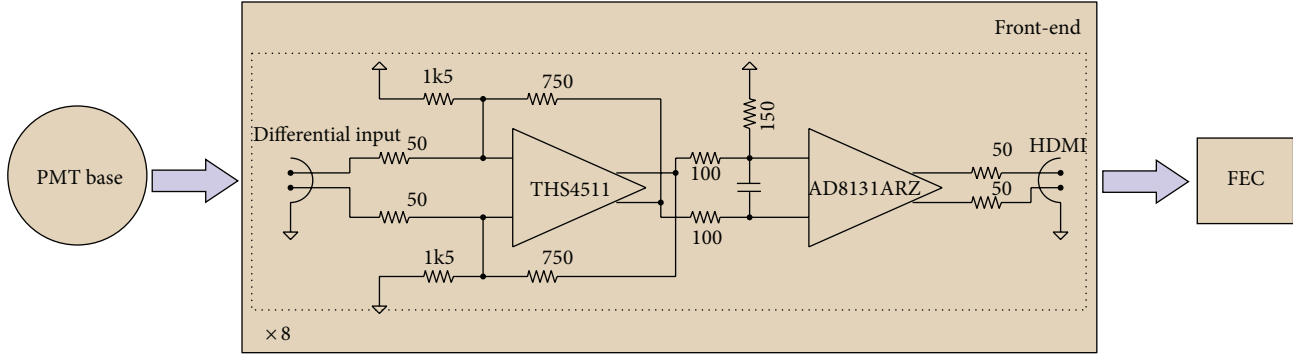 Front-end
1k5
750
150
Differential input
50
100
HDMI
50
PMT base
THS4511
AD8131ARZ
FEC
50
50
100
1k5
750
× 8